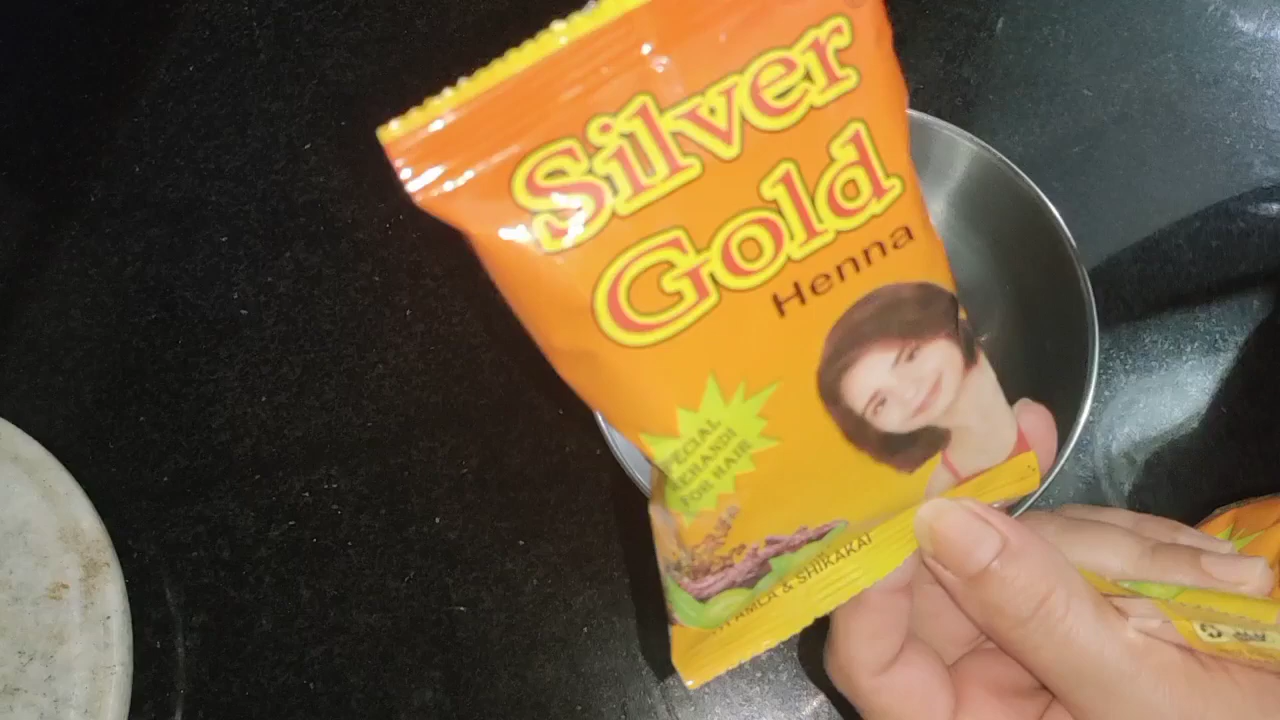 Silver
Gold
Henna
SPECIAL
MEHANDI
FOR HAIR
AMLA & SHIKAKAI